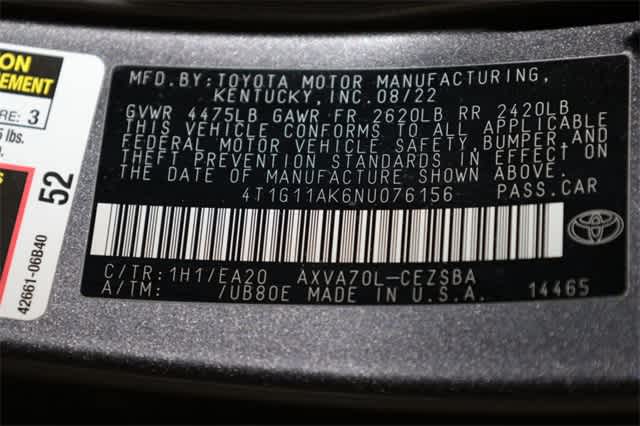 ON
EMENT
RE: 3
5 lbs.
52
42661-06B40
MFD.BY:TOYOTA MOTOR MANUFACTURING,
KENTUCKY,INC.08/22
GVWR 4475LB GAWR FR 2620LB RR 2420LB
THIS VEHICLE CONFORMS TO ALL APPLICABLE
FEDERAL MOTOR VEHICLE SAFETY,BUMPER,AND
THEFT PREVENTION STANDARDS IN EFFECT ON
THE DATE OF MANUFACTURE SHOWN ABOVE.
4T1G11AK6NU076156 PASS.CAR
C/TR:1H1/EA20 AXVA70L-CEZSBA
A/TM: /UB80E MADE IN U.S.A. 14465